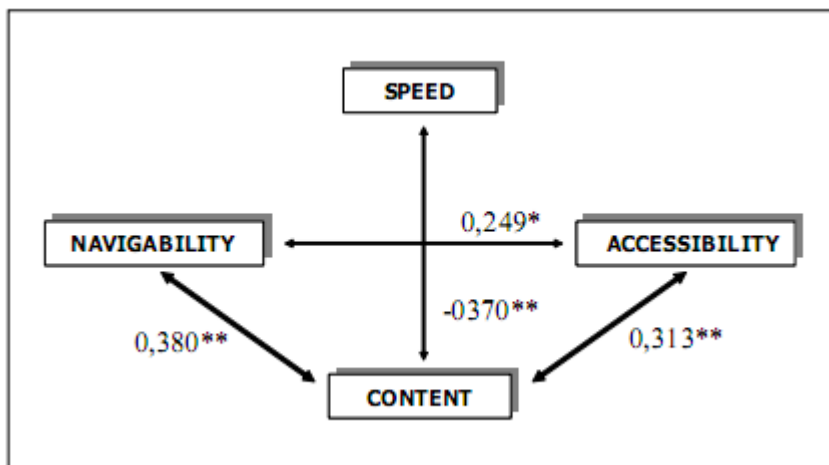 SPEED
0,249*
NAVIGABILITY
ACCESSIBILITY
-0370**
0,380**
0,313**
CONTENT